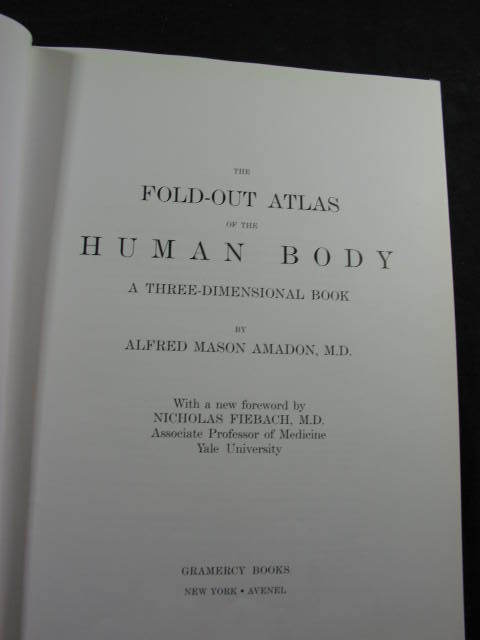 THE
FOLD-OUT ATLAS
OF THE
HUMAN BODY
A THREE-DIMENSIONAL BOOK
BY
ALFRED MASON AMADON, M.D.
With a new foreword by
NICHOLAS FIEBACH, M.D.
Associate Professor of Medicine
Yale University
GRAMERCY BOOKS
NEW YORK • AVENEL